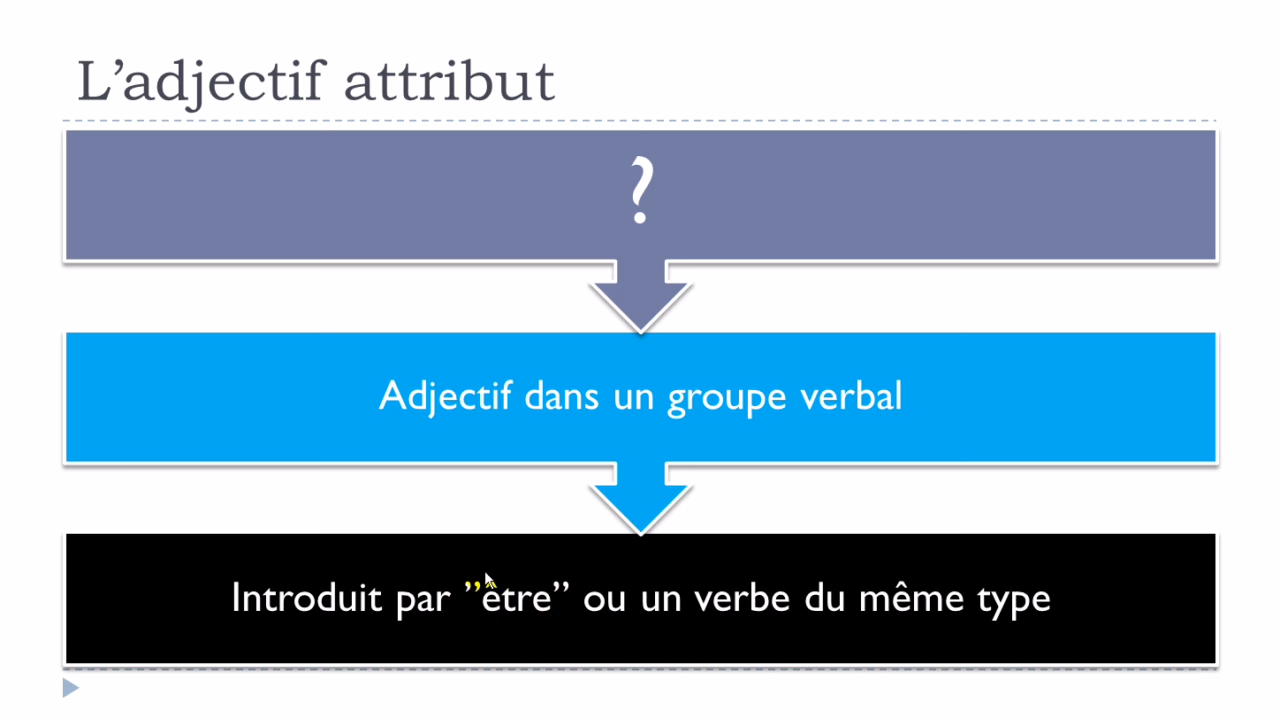 L’adjectif attribut
?
Adjectif dans un groupe verbal
Introduit par ”être” ou un verbe du même type